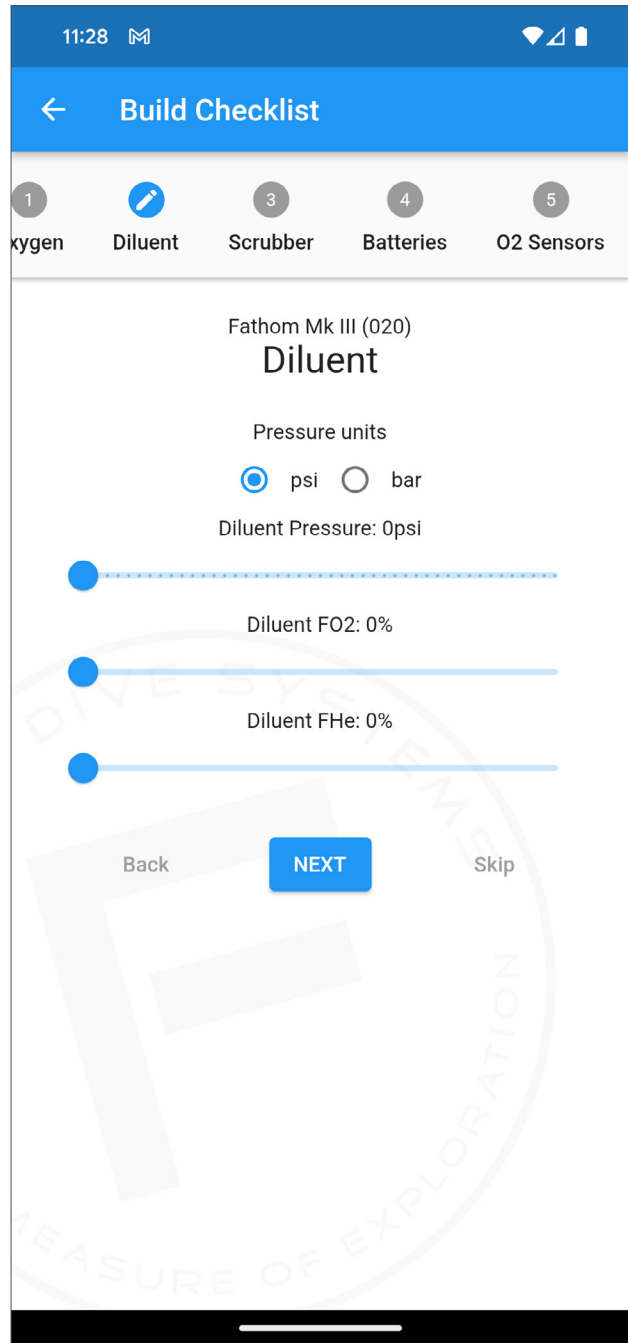 11:28
Build Checklist
1 3 4 5
xygen Diluent Scrubber Batteries O2 Sensors
Fathom Mk III (020)
Diluent
Pressure units
psi bar
Diluent Pressure: 0psi
Diluent FO2: 0%
Diluent FHe: 0%
Back NEXT Skip
DIVE SYSTEMS
F
MEASURE OF EXPLORATION